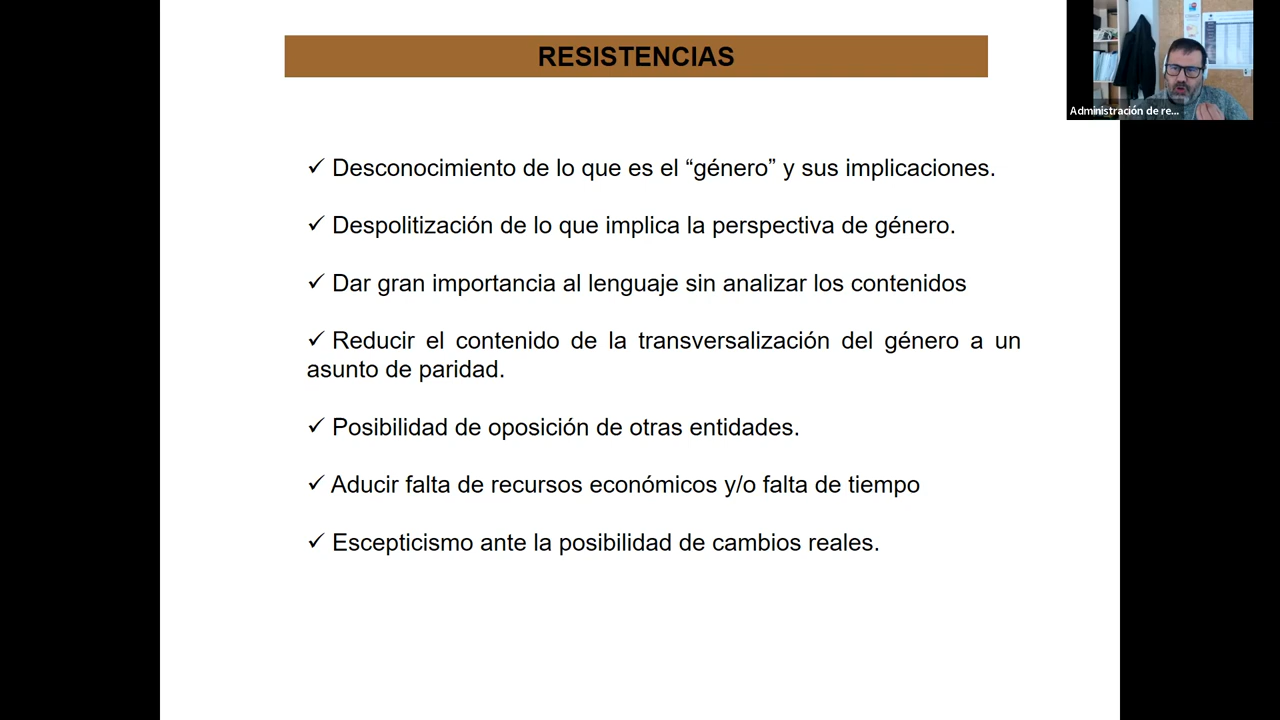 RESISTENCIAS
Administración de re...
✓ Desconocimiento de lo que es el “género” y sus implicaciones.
✓ Despolitización de lo que implica la perspectiva de género.
✓ Dar gran importancia al lenguaje sin analizar los contenidos
✓ Reducir el contenido de la transversalización del género a un
asunto de paridad.
✓ Posibilidad de oposición de otras entidades.
✓ Aducir falta de recursos económicos y/o falta de tiempo
✓ Escepticismo ante la posibilidad de cambios reales.